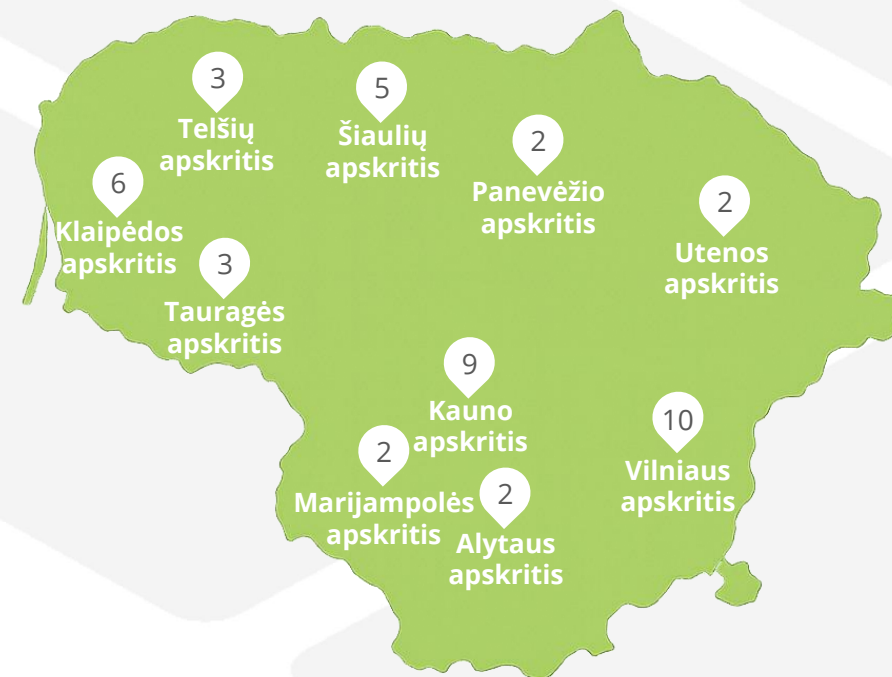 3
Telšių
apskritis
5
Šiaulių
apskritis
2
Panevėžio
apskritis
6
Klaipėdos
apskritis
2
Utenos
apskritis
3
Tauragės
apskritis
9
Kauno
apskritis
10
Vilniaus
apskritis
2
Marijampolės
apskritis
2
Alytaus
apskritis